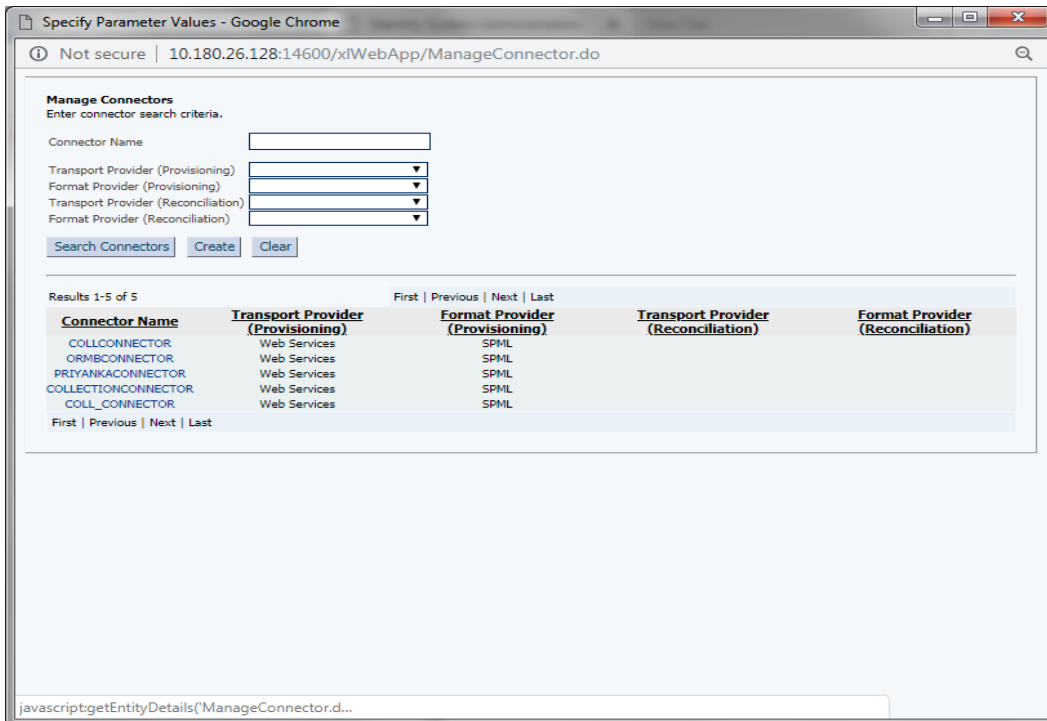 Specify Parameter Values - Google Chrome
Not secure | 10.180.26.128:14600/xlWebApp/ManageConnector.do
Manage Connectors
Enter connector search criteria.
Connector Name
Transport Provider (Provisioning)
Format Provider (Provisioning)
Transport Provider (Reconciliation)
Format Provider (Reconciliation)
Search Connectors Create Clear
Results 1-5 of 5 First | Previous | Next | Last
Connector Name Transport Provider (Provisioning) Format Provider (Provisioning) Transport Provider (Reconciliation) Format Provider (Reconciliation)
COLLCONNECTOR Web Services SPML
ORMBCONNECTOR Web Services SPML
PRIYANKACONNECTOR Web Services SPML
COLLECTIONCONNECTOR Web Services SPML
COLL_CONNECTOR Web Services SPML
First | Previous | Next | Last
javascript:getEntityDetails('ManageConnector.d...